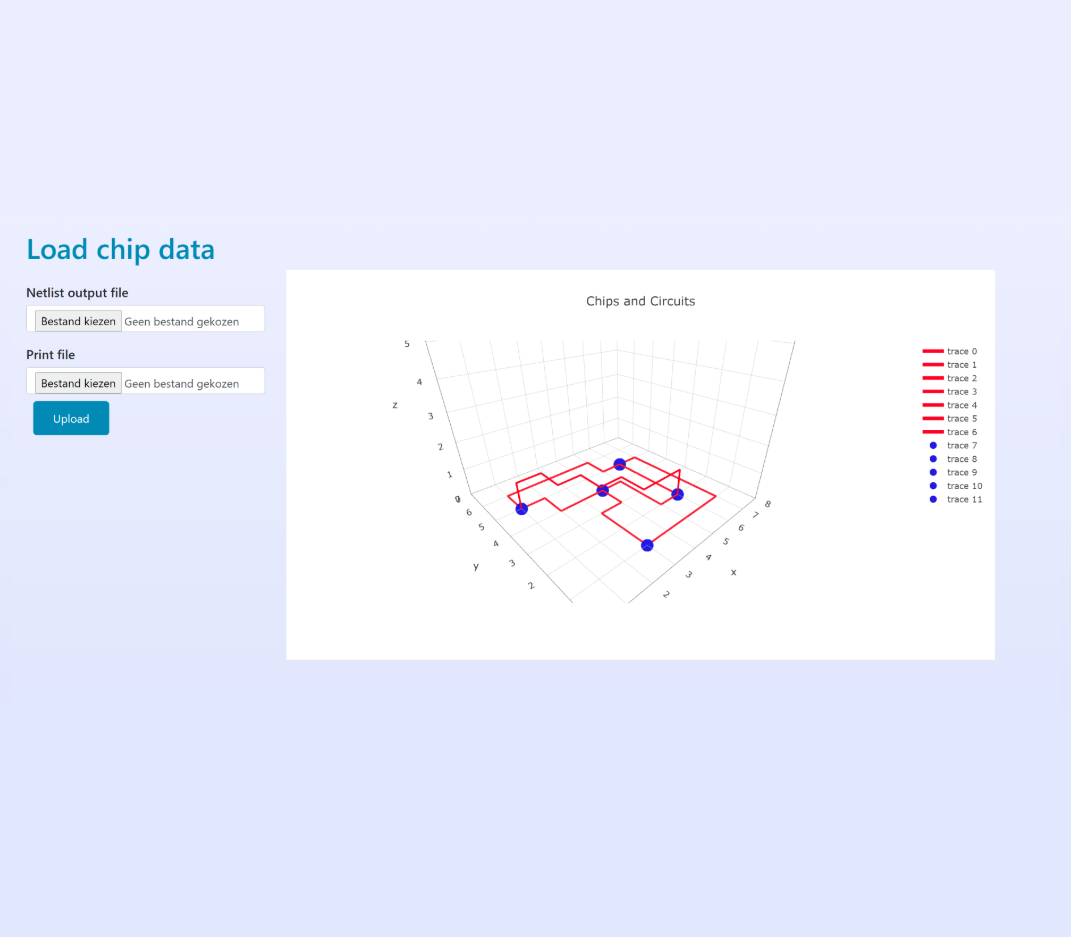 Load chip data
Netlist output file
Bestand kiezen Geen bestand gekozen
Print file
Bestand kiezen Geen bestand gekozen
Upload
Chips and Circuits
5
4
z
3
2
1
6
5
4
3
2
y
8
7
6
5
4
3
2
x
trace 0
trace 1
trace 2
trace 3
trace 4
trace 5
trace 6
trace 7
trace 8
trace 9
trace 10
trace 11